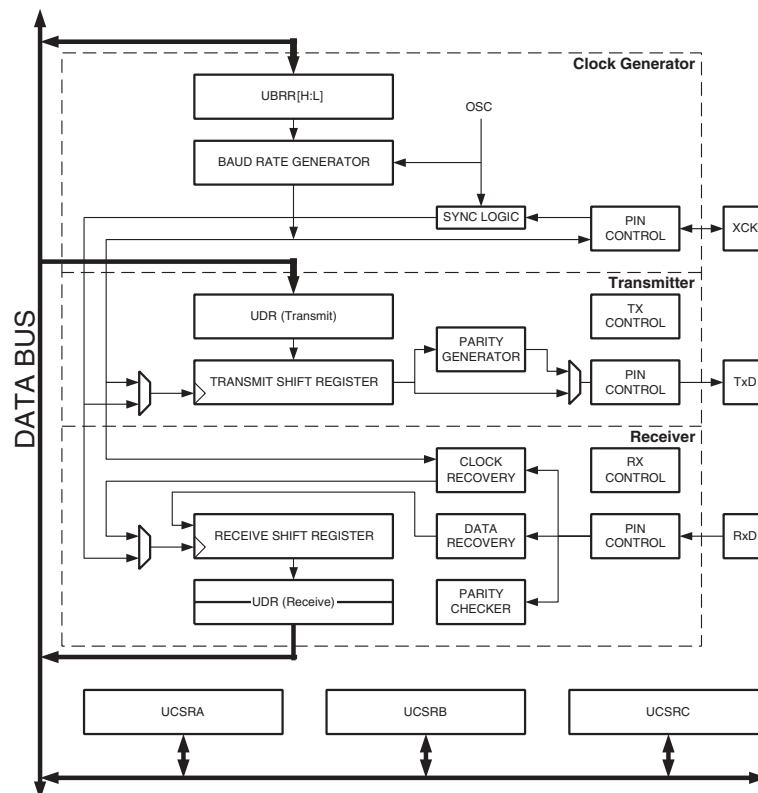 Clock Generator
UBRR[H:L]
OSC
BAUD RATE GENERATOR
SYNC LOGIC
PIN
CONTROL
XCK
Transmitter
UDR (Transmit)
TX
CONTROL
PARITY
GENERATOR
TRANSMIT SHIFT REGISTER
PIN
CONTROL
TxD
DATA BUS
Receiver
CLOCK
RECOVERY
RX
CONTROL
RECEIVE SHIFT REGISTER
DATA
RECOVERY
PIN
CONTROL
RxD
UDR (Receive)
PARITY
CHECKER
UCSRA
UCSRB
UCSRC